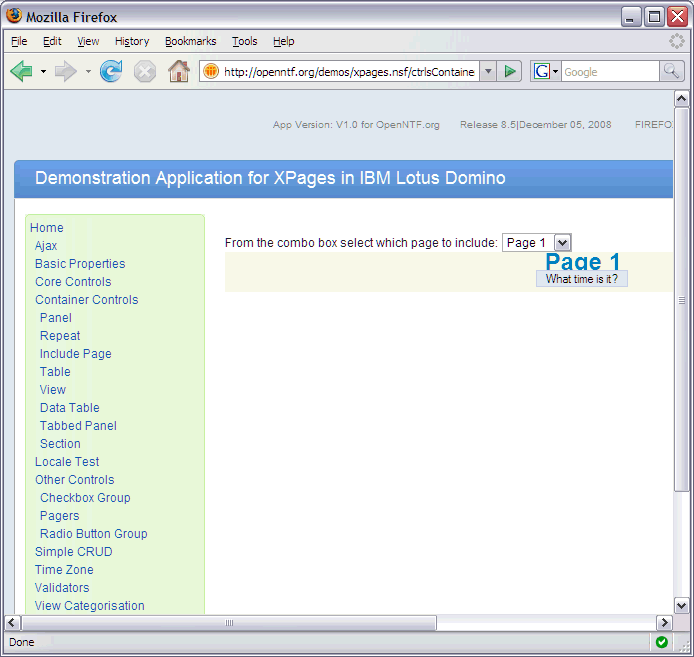 Mozilla Firefox
File Edit View History Bookmarks Tools Help
http://openntf.org/demos/xpages.nsf/ctrlsContaine
G Google
App Version: V1.0 for OpenNTF.org Release 8.5|December 05, 2008 FIREFO
Demonstration Application for XPages in IBM Lotus Domino
Home
Ajax
Basic Properties
Core Controls
Container Controls
Panel
Repeat
Include Page
Table
View
Data Table
Tabbed Panel
Section
Locale Test
Other Controls
Checkbox Group
Pagers
Radio Button Group
Simple CRUD
Time Zone
Validators
View Categorisation
From the combo box select which page to include: Page 1
Page 1
What time is it?
Done